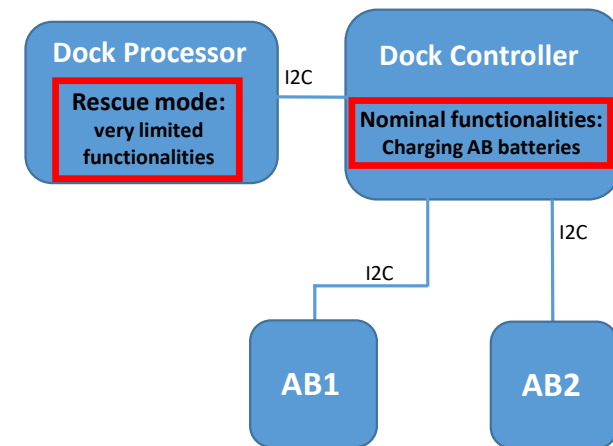 Dock Processor
Rescue mode:
very limited
functionalities
I2C
Dock Controller
Nominal functionalities:
Charging AB batteries
I2C
I2C
AB1
AB2